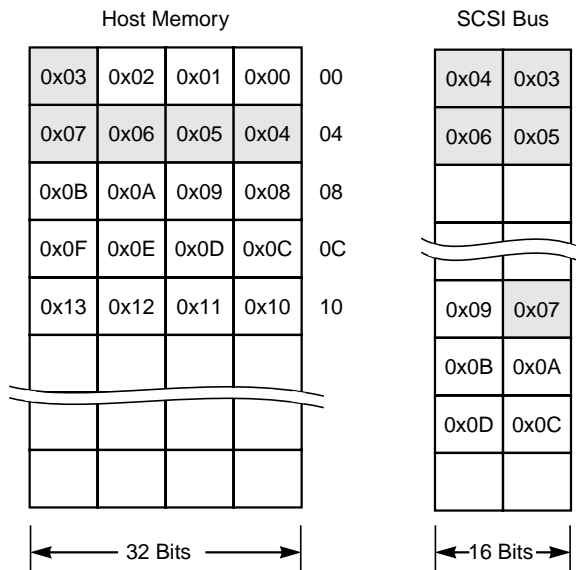 Host Memory
SCSI Bus
0x03 0x02 0x01 0x00 00
0x07 0x06 0x05 0x04 04
0x0B 0x0A 0x09 0x08 08
0x0F 0x0E 0x0D 0x0C 0C
0x13 0x12 0x11 0x10 10
32 Bits
0x04 0x03
0x06 0x05
0x09 0x07
0x0B 0x0A
0x0D 0x0C
16 Bits